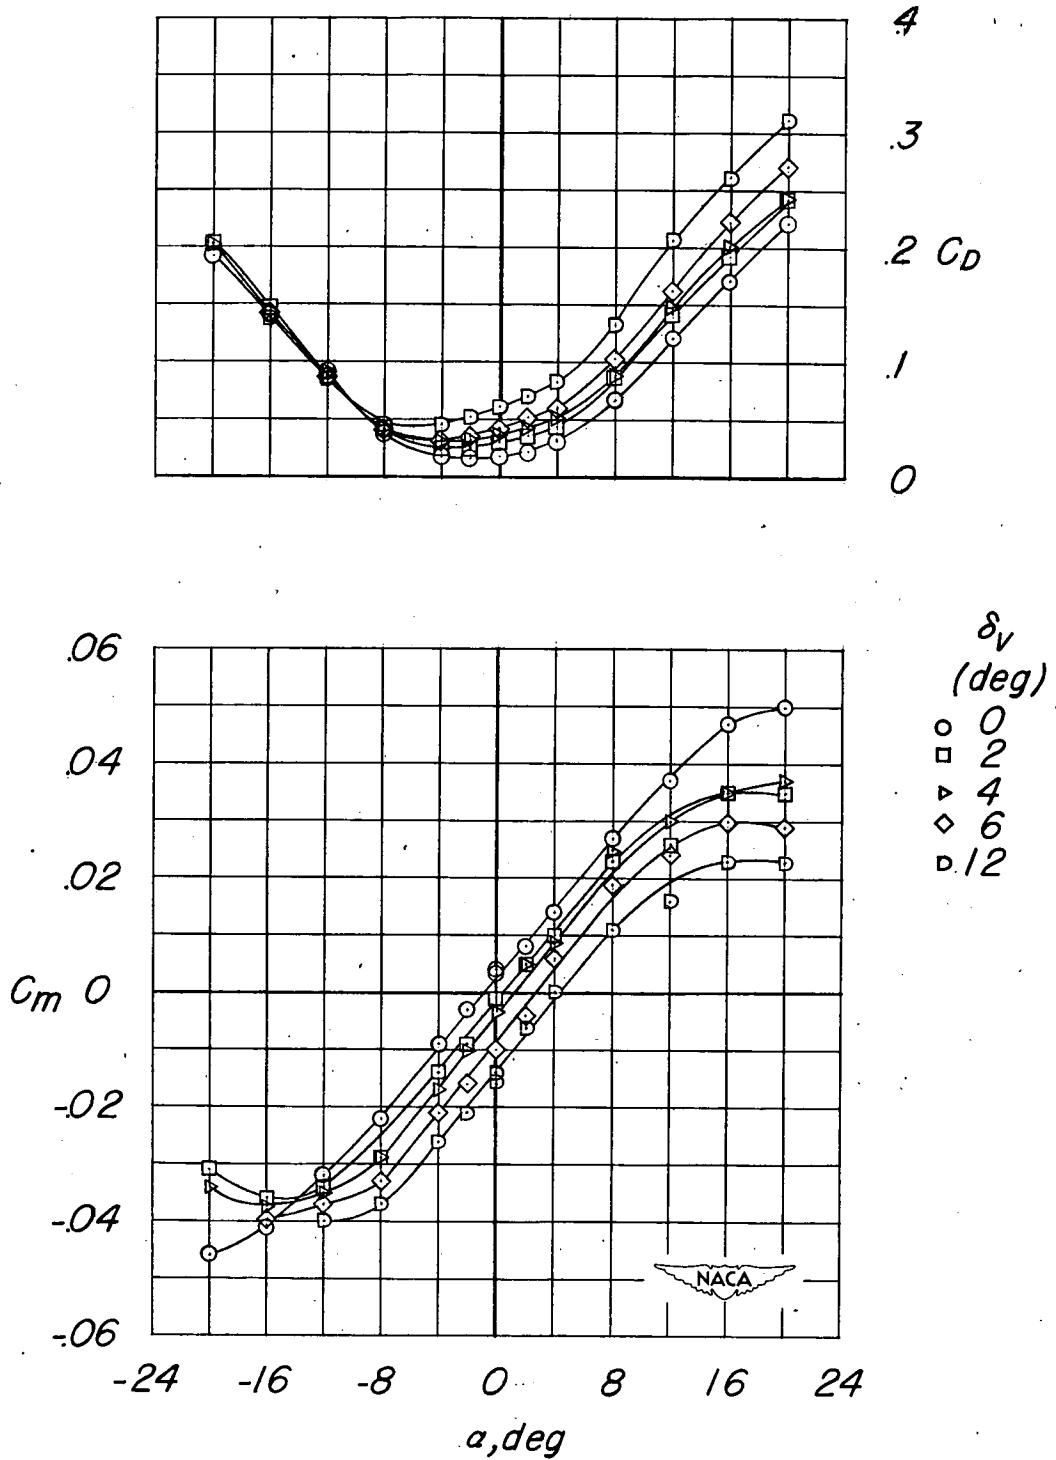 .4
.3
.2 C_D
.1
0
δ_V
(deg)
○ 0
□ 2
▷ 4
◇ 6
D 12
.06
.04
.02
C_m 0
-.02
-.04
-.06
NACA
-24 -16 -8 0 8 16 24
α, deg